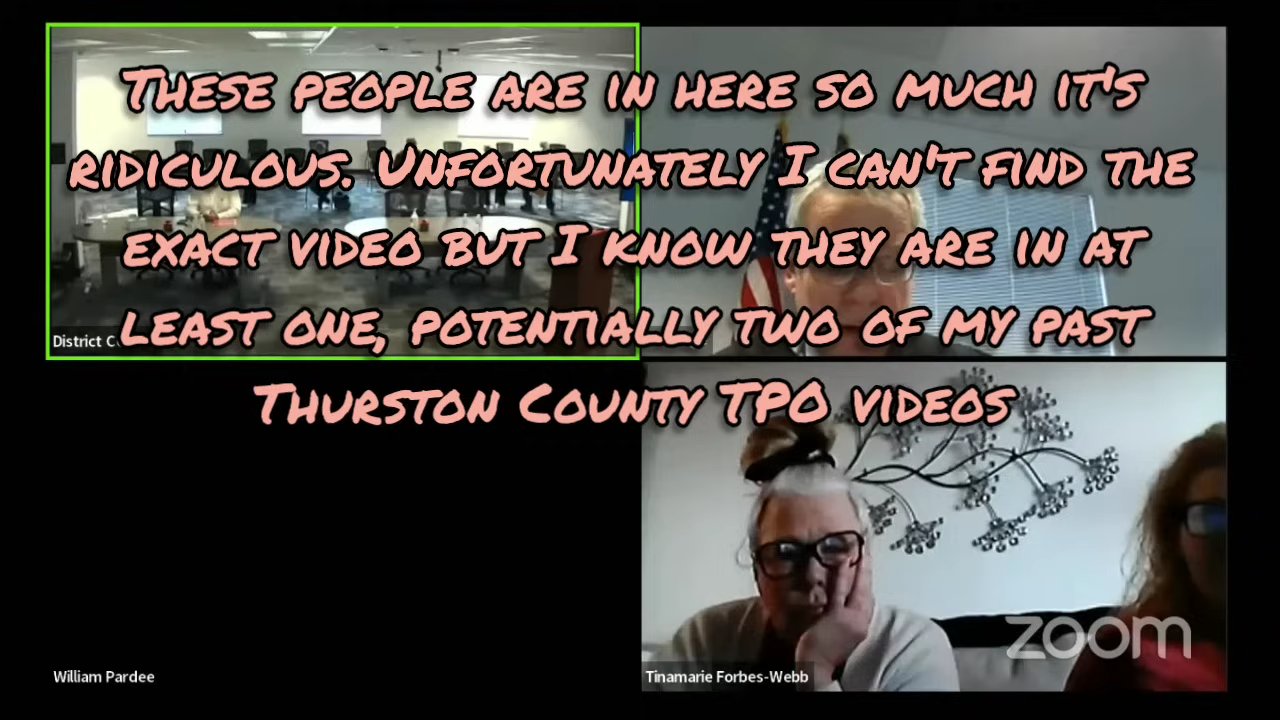 These people are in here so much it's
ridiculous. Unfortunately I can't find the
exact video but I know they are in at
least one, potentially two of my past
District C
Thurston County TPO videos
zoom
William Pardee
Tinamarie Forbes-Webb